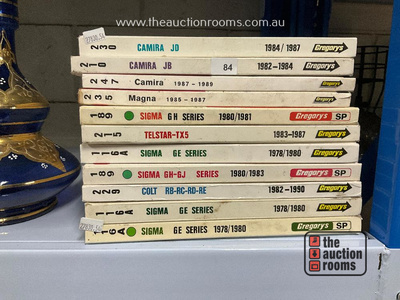 www.theauctionrooms.com.au
230 CAMIRA JD 1984/1987 Gregory's
210 CAMIRA JB 84 1982-1984 Gregory's
247 Camira 1987-1989 Gregory's
235 Magna 1985-1987 Gregory's
189 SIGMA GH SERIES 1980/1981 Gregory's SP
215 TELSTAR-TX5 1983-1987 Gregory's
116A SIGMA GE SERIES 1978/1980 Gregory's
189 SIGMA GH-GJ SERIES 1980/1983 Gregory's SP
229 COLT RB-RC-RD-RE 1982-1990 Gregory's
116A SIGMA GE SERIES 1978/1980 Gregory's
116A SIGMA GE SERIES 1978/1980 Gregory's SP
the
auction
rooms